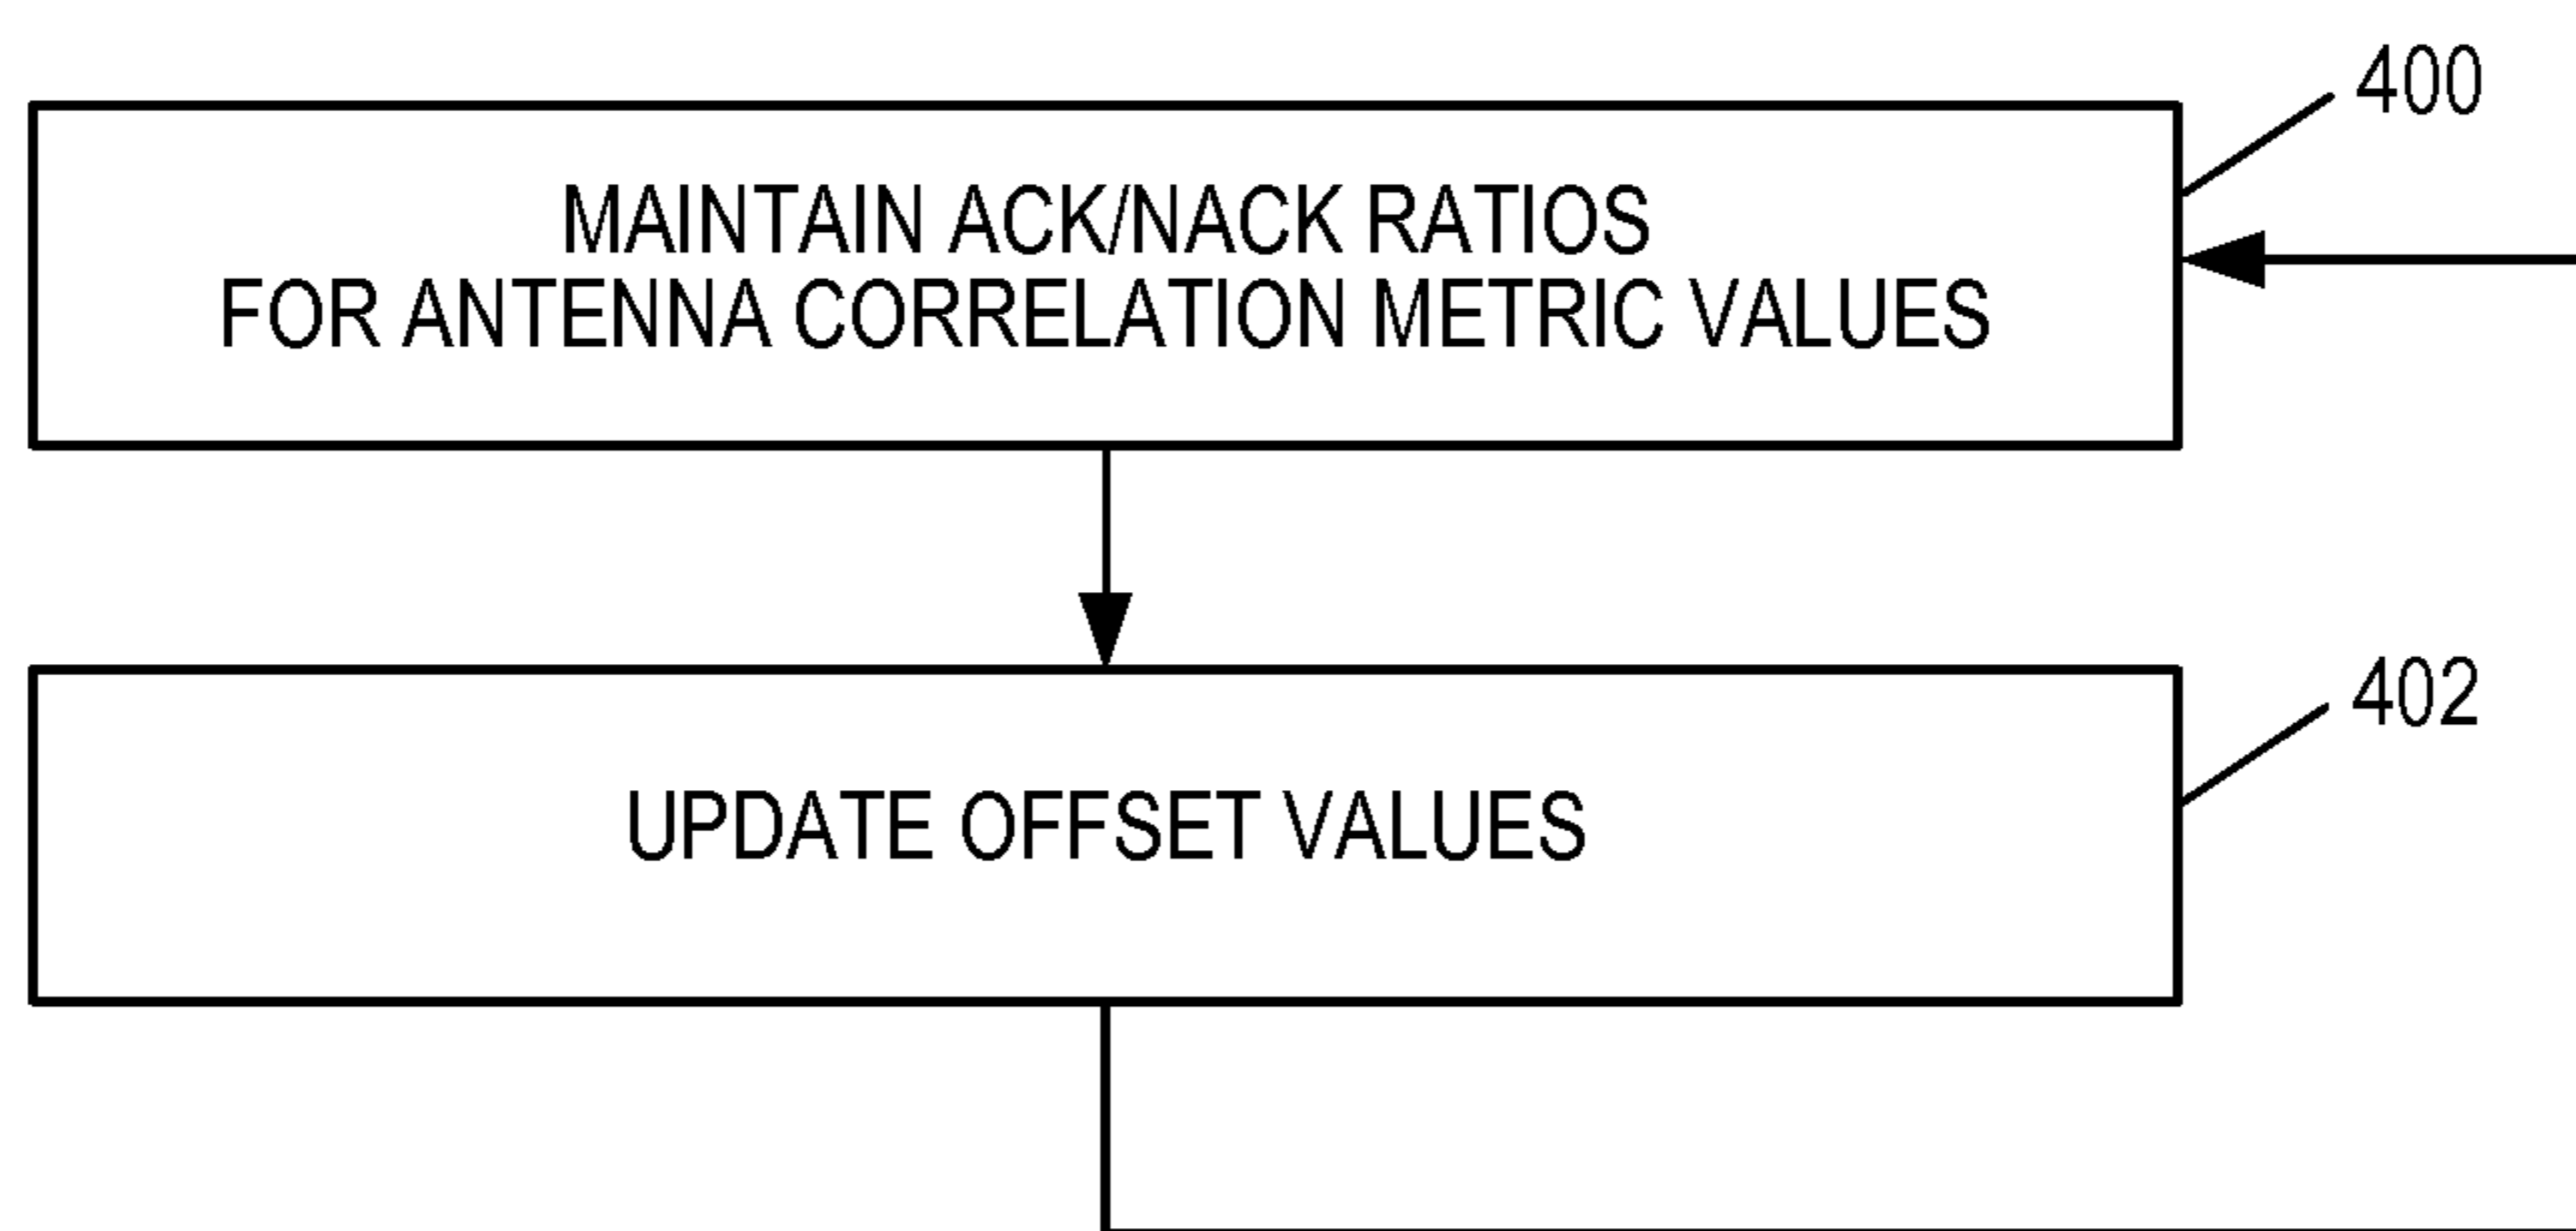 400
MAINTAIN ACK/NACK RATIOS
FOR ANTENNA CORRELATION METRIC VALUES
402
UPDATE OFFSET VALUES